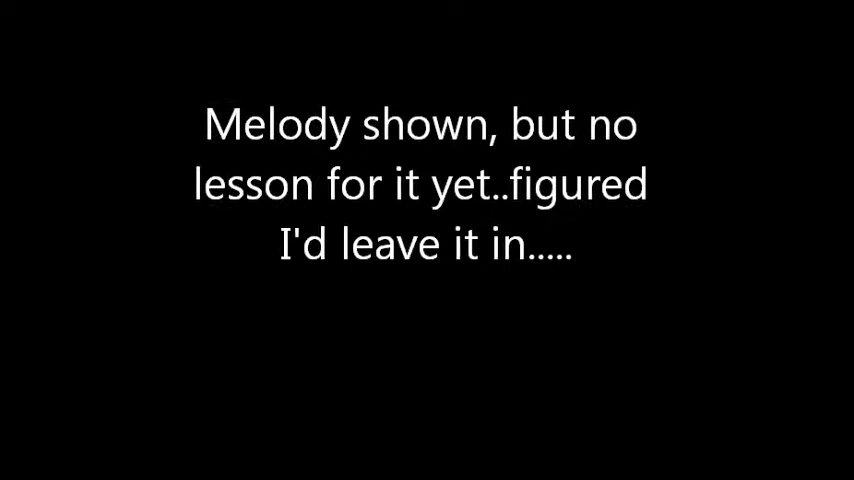 Melody shown, but no
lesson for it yet..figured
I'd leave it in.....